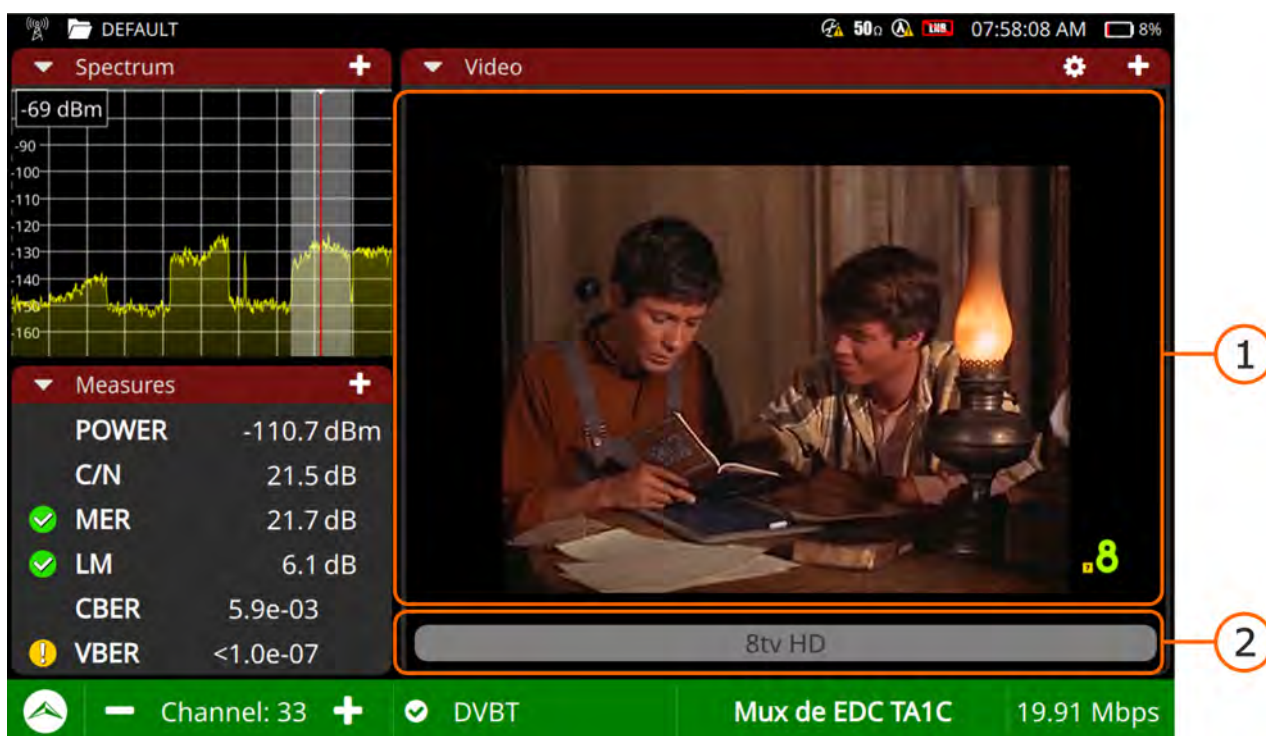 DEFAULT
50Ω LNB 07:58:08 AM 8%
Spectrum
-69 dBm
-90
-100
-110
-120
-130
-140
-150
-160
Video
8
8tv HD
Measures
POWER -110.7 dBm
C/N 21.5 dB
MER 21.7 dB
LM 6.1 dB
CBER 5.9e-03
VBER <1.0e-07
Channel: 33 DVBT Mux de EDC TA1C 19.91 Mbps
1
2